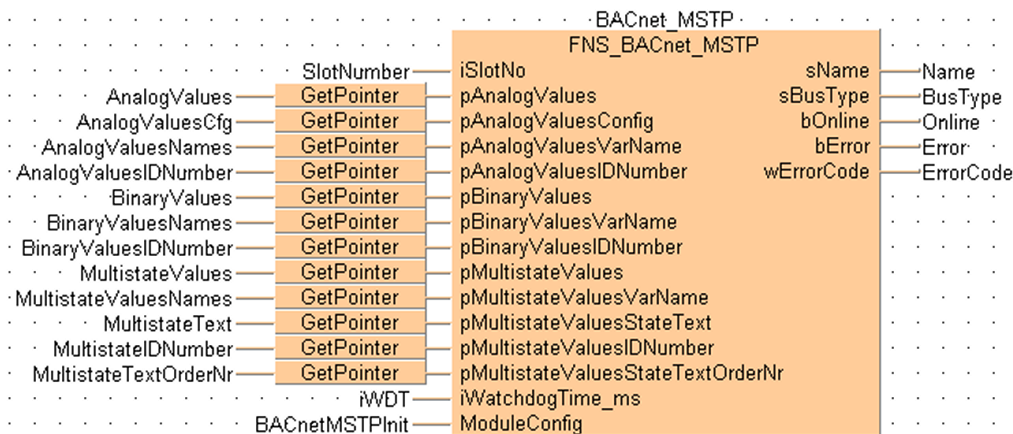 BACnet_MSTP
FNS_BACnet_MSTP
SlotNumber iSlotNo sName Name
AnalogValues GetPointer pAnalogValues sBusType BusType
AnalogValuesCfg GetPointer pAnalogValuesConfig bOnline Online
AnalogValuesNames GetPointer pAnalogValuesVarName bError Error
AnalogValuesIDNumber GetPointer pAnalogValuesIDNumber wErrorCode ErrorCode
BinaryValues GetPointer pBinaryValues
BinaryValuesNames GetPointer pBinaryValuesVarName
BinaryValuesIDNumber GetPointer pBinaryValuesIDNumber
MultistateValues GetPointer pMultistateValues
MultistateValuesNames GetPointer pMultistateValuesVarName
MultistateText GetPointer pMultistateValuesStateText
MultistateIDNumber GetPointer pMultistateValuesIDNumber
MultistateTextOrderNr GetPointer pMultistateValuesStateTextOrderNr
iWDT iWatchdogTime_ms
BACnetMSTPInit ModuleConfig